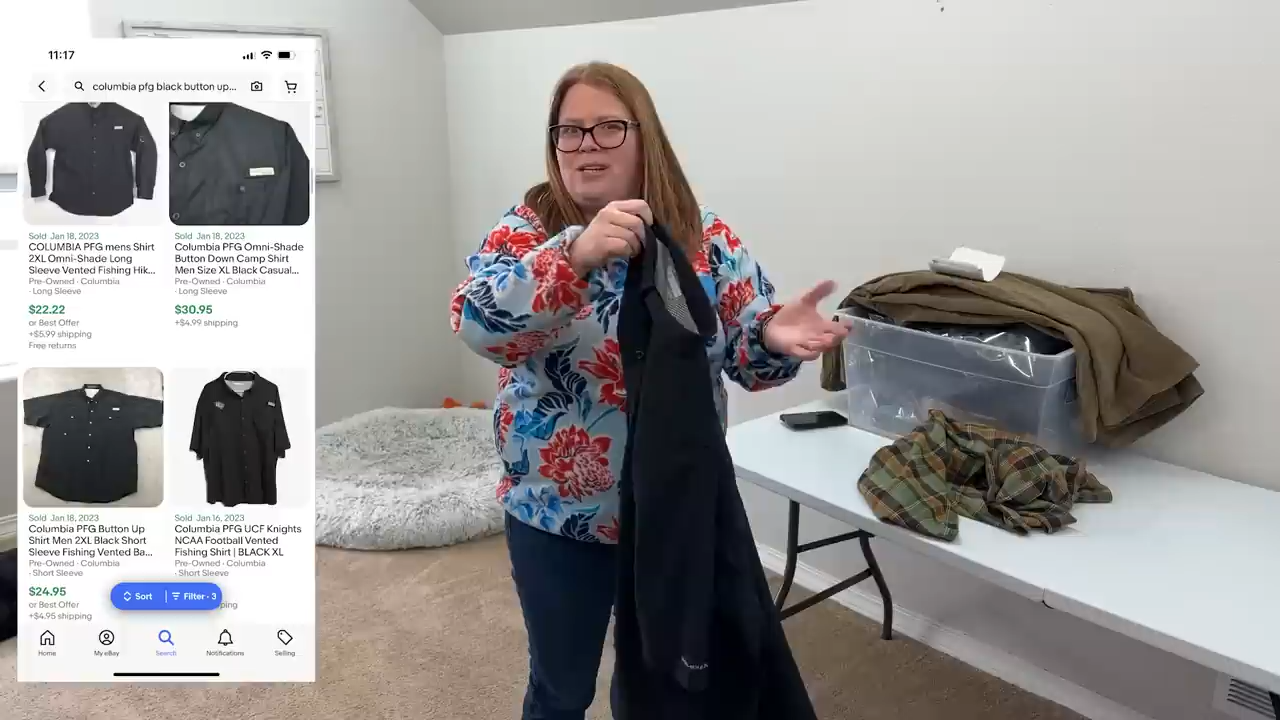 11:17
columbia pfg black button up...
Sold Jan 18, 2023
COLUMBIA PFG mens Shirt
2XL Omni-Shade Long
Sleeve Vented Fishing Hik...
Pre-Owned · Columbia
· Long Sleeve
$22.22
or Best Offer
+$5.99 shipping
Free returns
Sold Jan 18, 2023
Columbia PFG Omni-Shade
Button Down Camp Shirt
Men Size XL Black Casual...
Pre-Owned · Columbia
· Long Sleeve
$30.95
+$4.99 shipping
Sold Jan 18, 2023
Columbia PFG Button Up
Shirt Men 2XL Black Short
Sleeve Fishing Vented Ba...
Pre-Owned · Columbia
· Short Sleeve
$24.95
or Best Offer
+$4.95 shipping
Sold Jan 16, 2023
Columbia PFG UCF Knights
NCAA Football Vented
Fishing Shirt | BLACK XL
Pre-Owned · Columbia
· Short Sleeve
Sort
Filter · 3
Home
My eBay
Search
Notifications
Selling